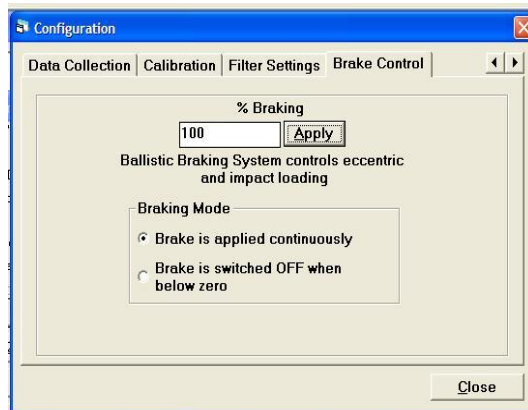 Configuration
Data Collection Calibration Filter Settings Brake Control
% Braking
100 Apply
Ballistic Braking System controls eccentric
and impact loading
Braking Mode
Brake is applied continuously
Brake is switched OFF when
below zero
Close